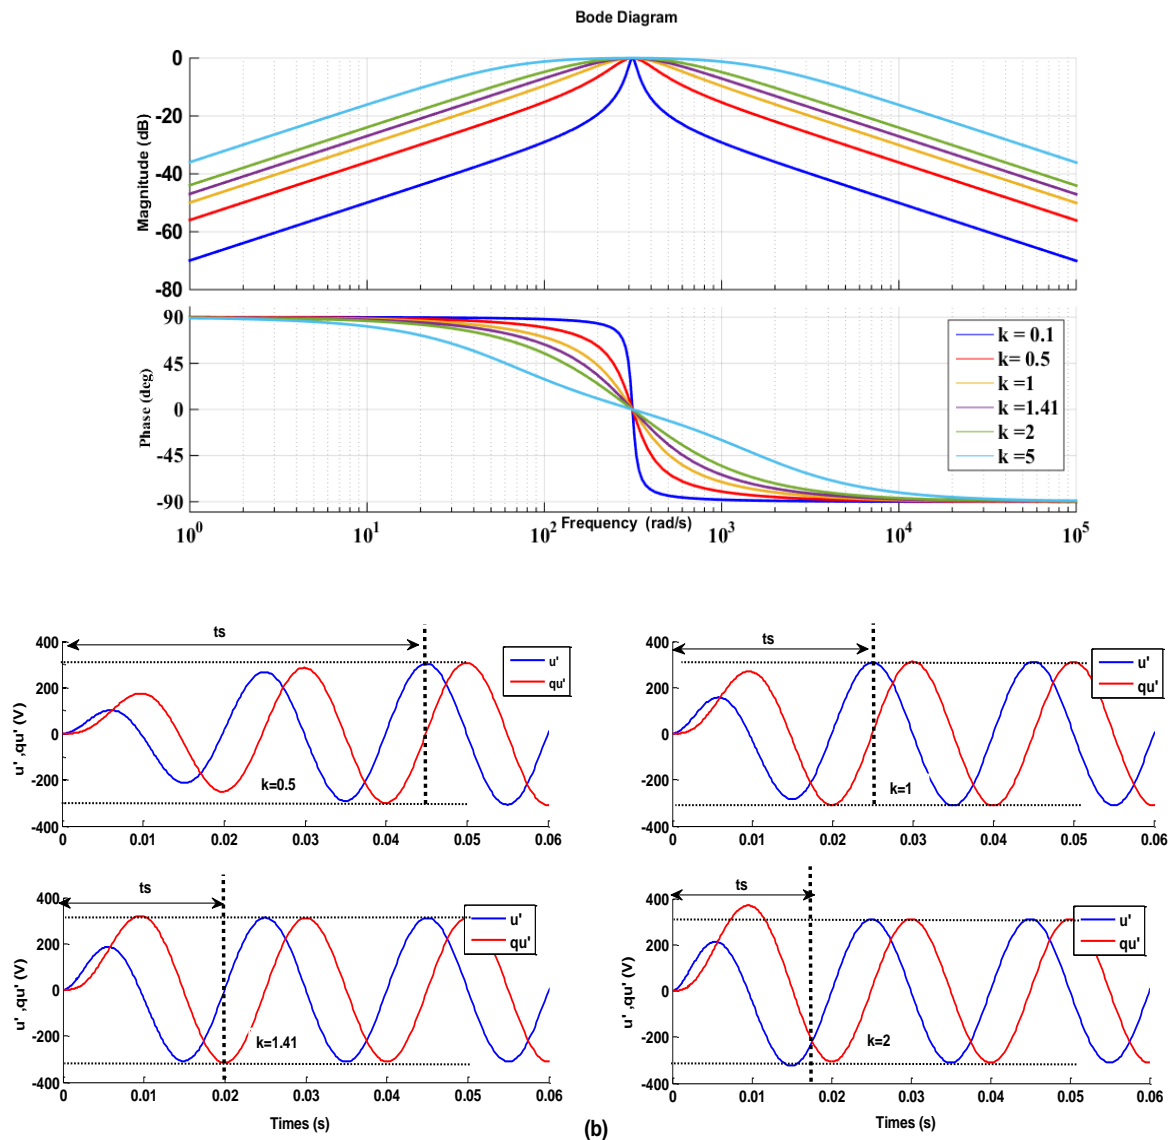 Bode Diagram
Magnitude (dB)
0
-20
-40
-60
-80
Phase (deg)
90
45
0
-45
-90
k = 0.1
k= 0.5
k =1
k =1.41
k =2
k =5
10^0
10^1
10^2
10^3
10^4
10^5
Frequency (rad/s)
ts
400
200
0
-200
-400
u' ,qu' (V)
u'
qu'
k=0.5
0
0.01
0.02
0.03
0.04
0.05
0.06
ts
400
200
0
-200
-400
u'
qu'
k=1
0
0.01
0.02
0.03
0.04
0.05
0.06
ts
400
200
0
-200
-400
u' ,qu' (V)
u'
qu'
k=1.41
0
0.01
0.02
0.03
0.04
0.05
0.06
Times (s)
ts
400
200
0
-200
-400
u' ,qu' (V)
u'
qu'
k=2
0
0.01
0.02
0.03
0.04
0.05
0.06
Times (s)
(b)